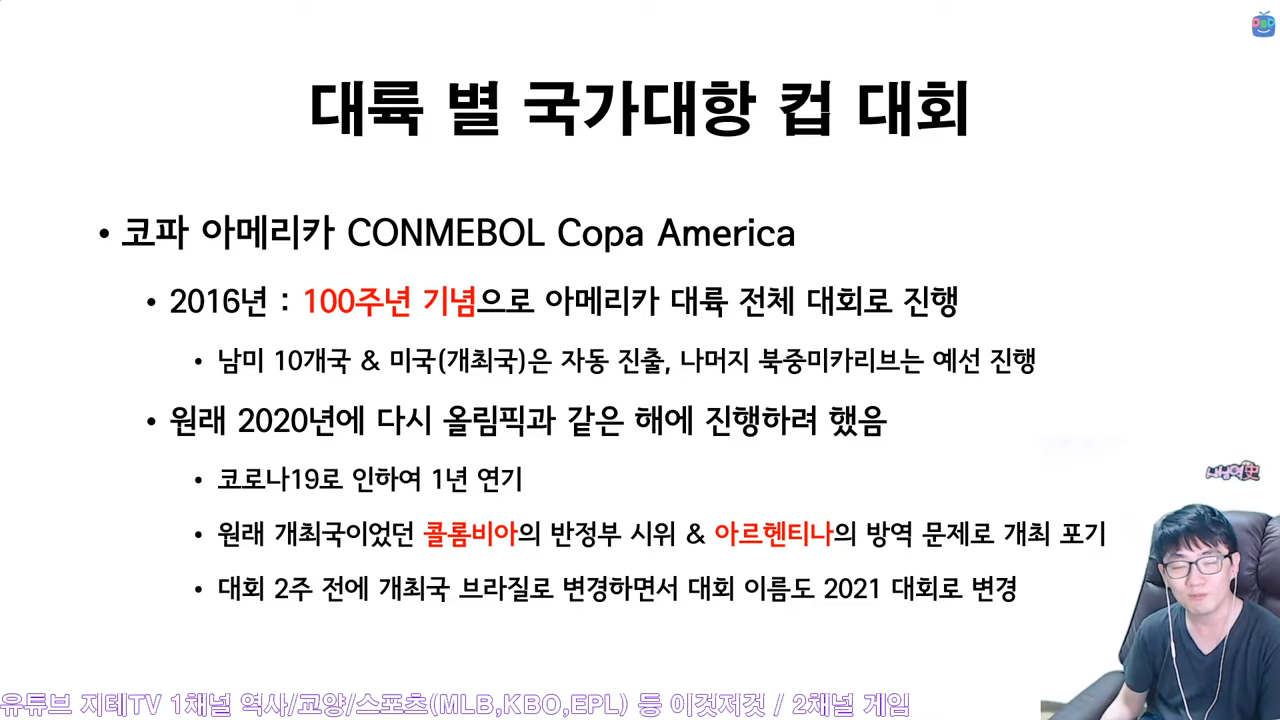 대륙 별 국가대항 컵 대회
• 코파 아메리카 CONMEBOL Copa America
• 2016년 : 100주년 기념으로 아메리카 대륙 전체 대회로 진행
• 남미 10개국 & 미국(개최국)은 자동 진출, 나머지 북중미카리브는 예선 진행
• 원래 2020년에 다시 올림픽과 같은 해에 진행하려 했음
• 코로나19로 인하여 1년 연기
• 원래 개최국이었던 콜롬비아의 반정부 시위 & 아르헨티나의 방역 문제로 개최 포기
• 대회 2주 전에 개최국 브라질로 변경하면서 대회 이름도 2021 대회로 변경
유튜브 지테TV 1채널 역사/교양/스포츠(MLB,KBO,EPL) 등 이것저것 / 2채널 게임